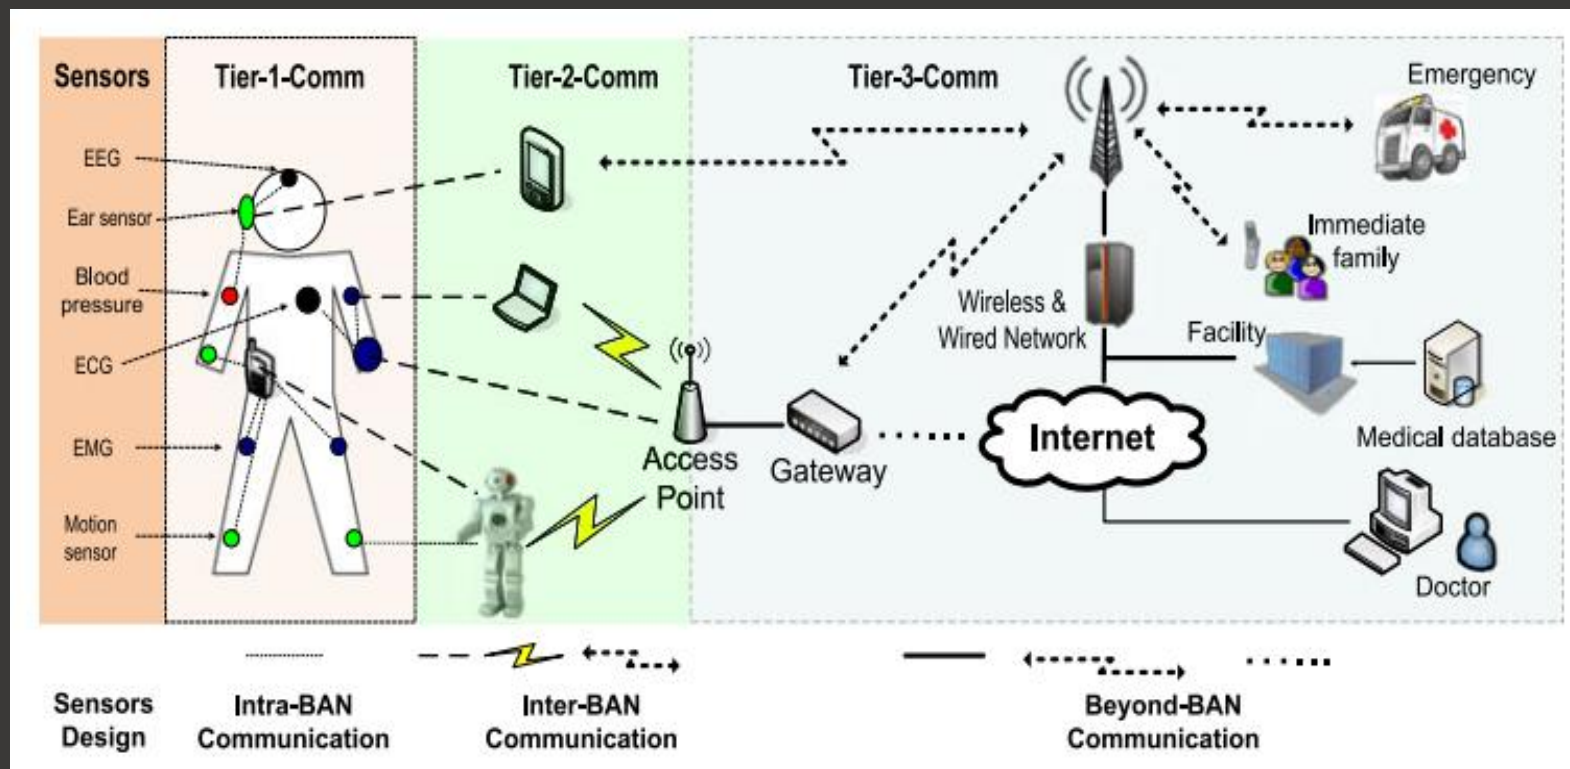 Sensors
Tier-1-Comm
Tier-2-Comm
Tier-3-Comm
Emergency
EEG
Ear sensor
Blood
pressure
ECG
EMG
Motion
sensor
Immediate
family
Wireless &
Wired Network
Facility
Access
Point
Gateway
Internet
Medical database
Doctor
Sensors
Design
Intra-BAN
Communication
Inter-BAN
Communication
Beyond-BAN
Communication